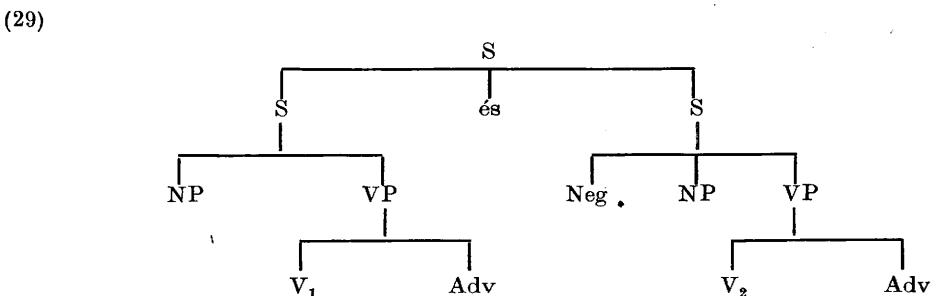 (29)
S
S és S
NP VP Neg NP VP
V₁ Adv V₂ Adv